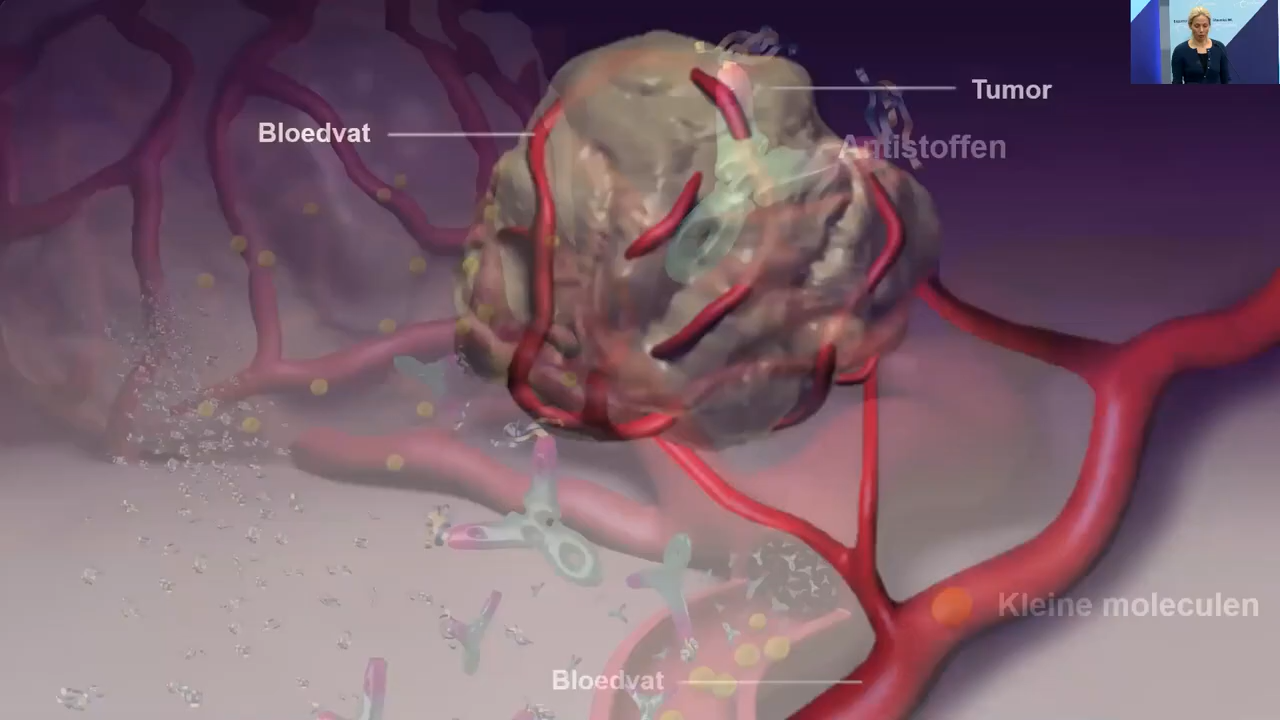 Tumor
Bloedvat
Antistoffen
Kleine moleculen
Bloedvat